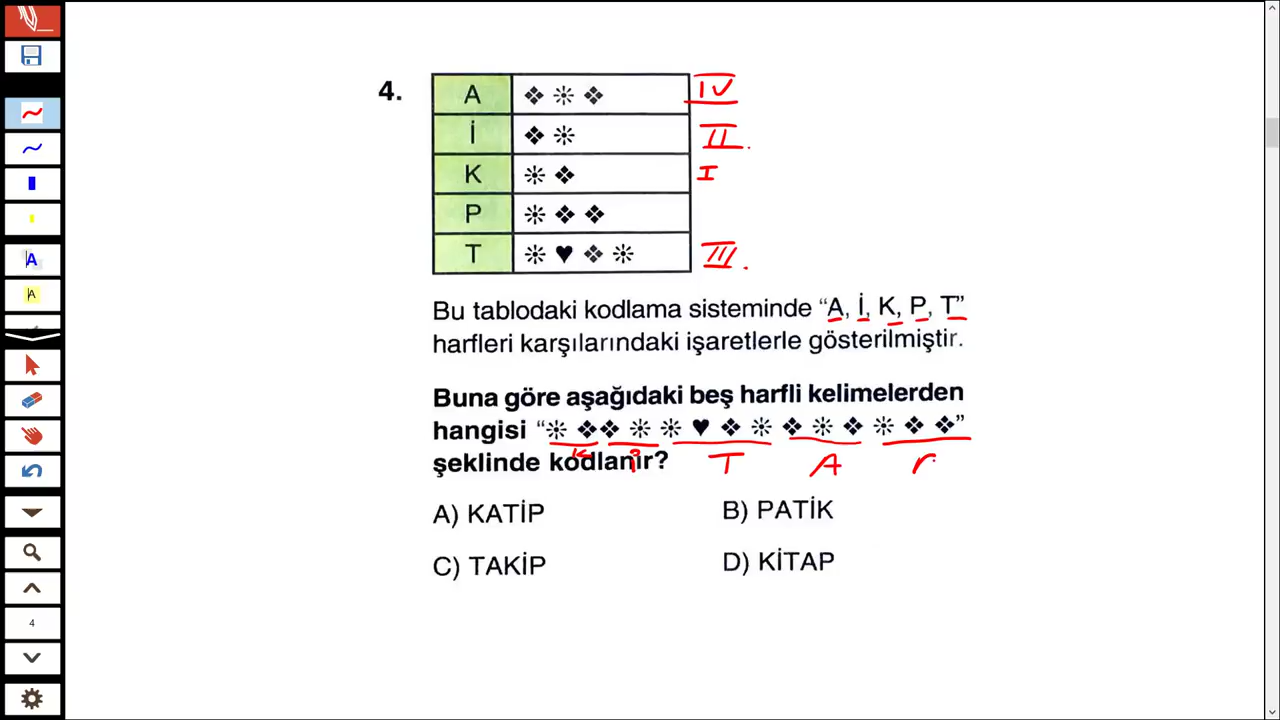 4.
A ❖ ☼ ❖ IV
İ ❖ ☼ II.
K ☼ ❖ I
P ☼ ❖ ❖
T ☼ ♥ ❖ ☼ III.
Bu tablodaki kodlama sisteminde “A, İ, K, P, T”
harfleri karşılarındaki işaretlerle gösterilmiştir.
Buna göre aşağıdaki beş harfli kelimelerden
hangisi “☼ ❖❖ ☼ ☼ ♥ ❖ ☼ ❖ ☼ ❖ ☼ ❖ ❖”
şeklinde kodlanır?
K İ T A
A) KATİP B) PATİK
C) TAKİP D) KİTAP
A
A
4